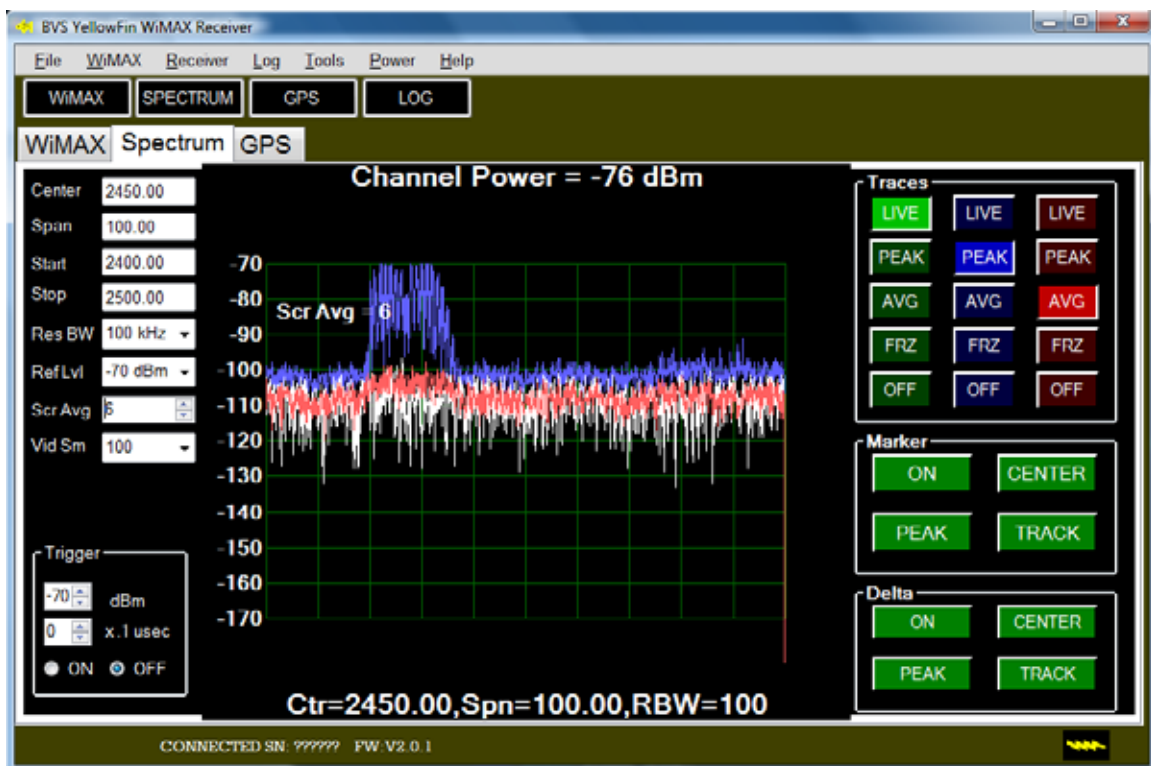 BVS YellowFin WiMAX Receiver
File WiMAX Receiver Log Tools Power Help
WiMAX SPECTRUM GPS LOG
WiMAX Spectrum GPS
Channel Power = -76 dBm
Center 2450.00
Span 100.00
Start 2400.00
Stop 2500.00
Res BW 100 kHz
Ref Lvl -70 dBm
Scr Avg 6
Vid Sm 100
Trigger
-70 dBm
0 x .1 usec
ON OFF
-70
-80
-90
-100
-110
-120
-130
-140
-150
-160
-170
Scr Avg = 6
Ctr=2450.00,Spn=100.00,RBW=100
Traces
LIVE LIVE LIVE
PEAK PEAK PEAK
AVG AVG AVG
FRZ FRZ FRZ
OFF OFF OFF
Marker
ON CENTER
PEAK TRACK
Delta
ON CENTER
PEAK TRACK
CONNECTED SN: ?????? FW:V2.0.1